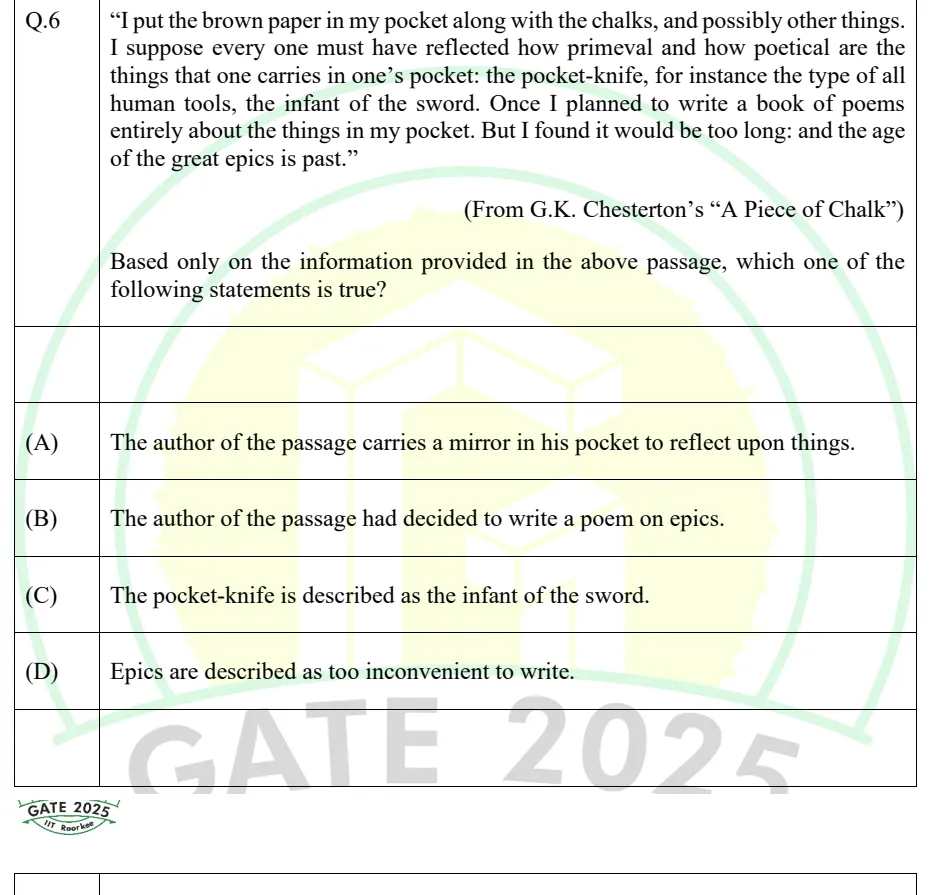 Q.6
“I put the brown paper in my pocket along with the chalks, and possibly other things.
I suppose every one must have reflected how primeval and how poetical are the
things that one carries in one’s pocket: the pocket-knife, for instance the type of all
human tools, the infant of the sword. Once I planned to write a book of poems
entirely about the things in my pocket. But I found it would be too long: and the age
of the great epics is past.”
(From G.K. Chesterton’s “A Piece of Chalk”)
Based only on the information provided in the above passage, which one of the
following statements is true?
(A) The author of the passage carries a mirror in his pocket to reflect upon things.
(B) The author of the passage had decided to write a poem on epics.
(C) The pocket-knife is described as the infant of the sword.
(D) Epics are described as too inconvenient to write.
GATE 2025
GATE 2025
IIT Roorkee